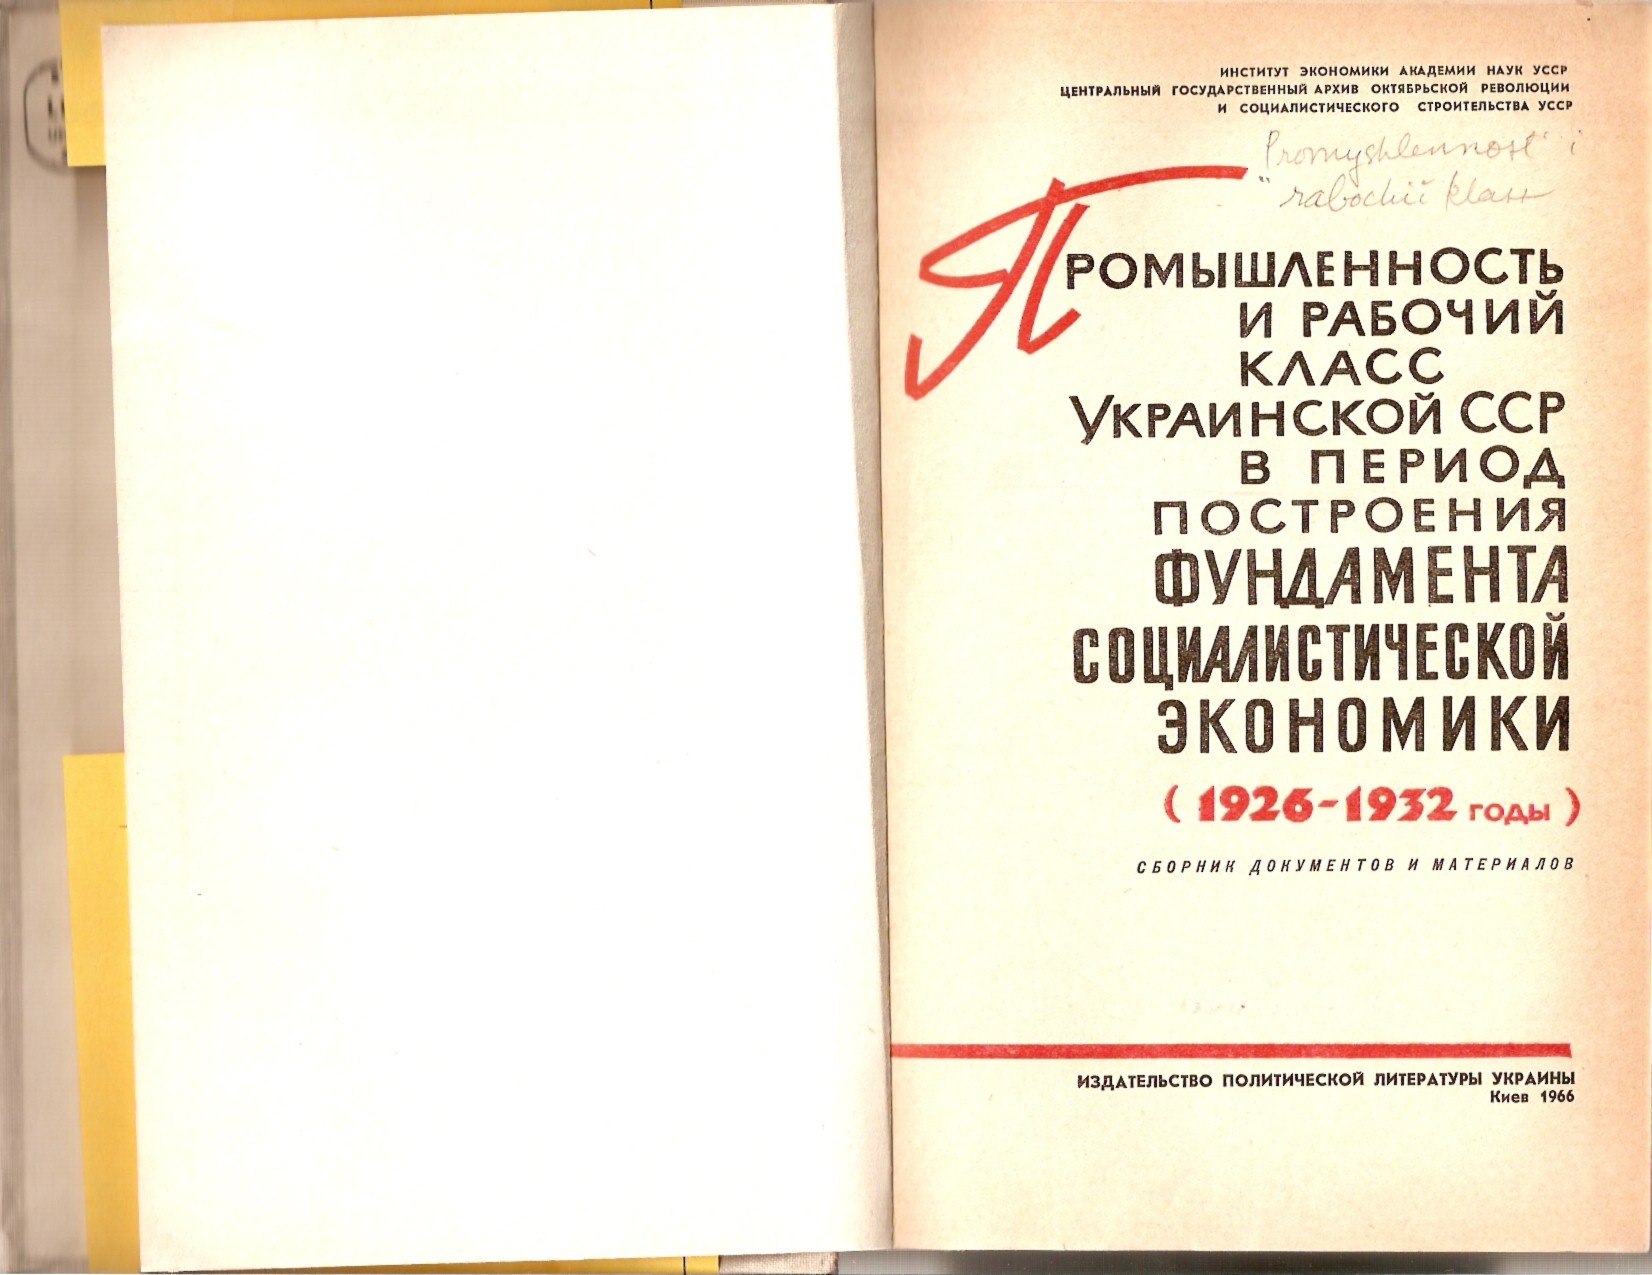 ИНСТИТУТ ЭКОНОМИКИ АКАДЕМИИ НАУК УССР
ЦЕНТРАЛЬНЫЙ ГОСУДАРСТВЕННЫЙ АРХИВ ОКТЯБРЬСКОЙ РЕВОЛЮЦИИ
И СОЦИАЛИСТИЧЕСКОГО СТРОИТЕЛЬСТВА УССР
Promyshlennost' i
rabochii klass
ПРОМЫШЛЕННОСТЬ
И РАБОЧИЙ
КЛАСС
УКРАИНСКОЙ ССР
В ПЕРИОД
ПОСТРОЕНИЯ
ФУНДАМЕНТА
СОЦИАЛИСТИЧЕСКОЙ
ЭКОНОМИКИ
(1926-1932 ГОДЫ)
СБОРНИК ДОКУМЕНТОВ И МАТЕРИАЛОВ
ИЗДАТЕЛЬСТВО ПОЛИТИЧЕСКОЙ ЛИТЕРАТУРЫ УКРАИНЫ
Киев 1966